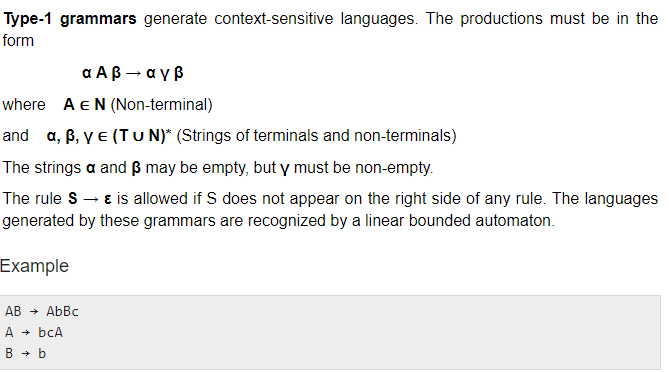 Type-1 grammars generate context-sensitive languages. The productions must be in the
form
α A β → α γ β
where A ∈ N (Non-terminal)
and α, β, γ ∈ (T ∪ N)* (Strings of terminals and non-terminals)
The strings α and β may be empty, but γ must be non-empty.
The rule S → ε is allowed if S does not appear on the right side of any rule. The languages
generated by these grammars are recognized by a linear bounded automaton.
Example
AB → AbBc
A → bcA
B → b